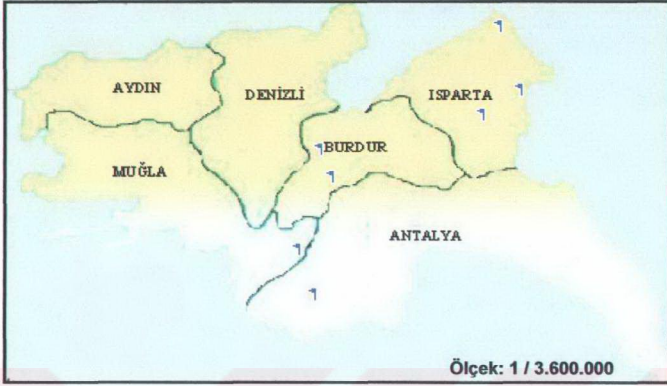 AYDIN
DENİZLİ
ISPARTA
BURDUR
MUĞLA
ANTALYA
Ölçek: 1 / 3.600.000